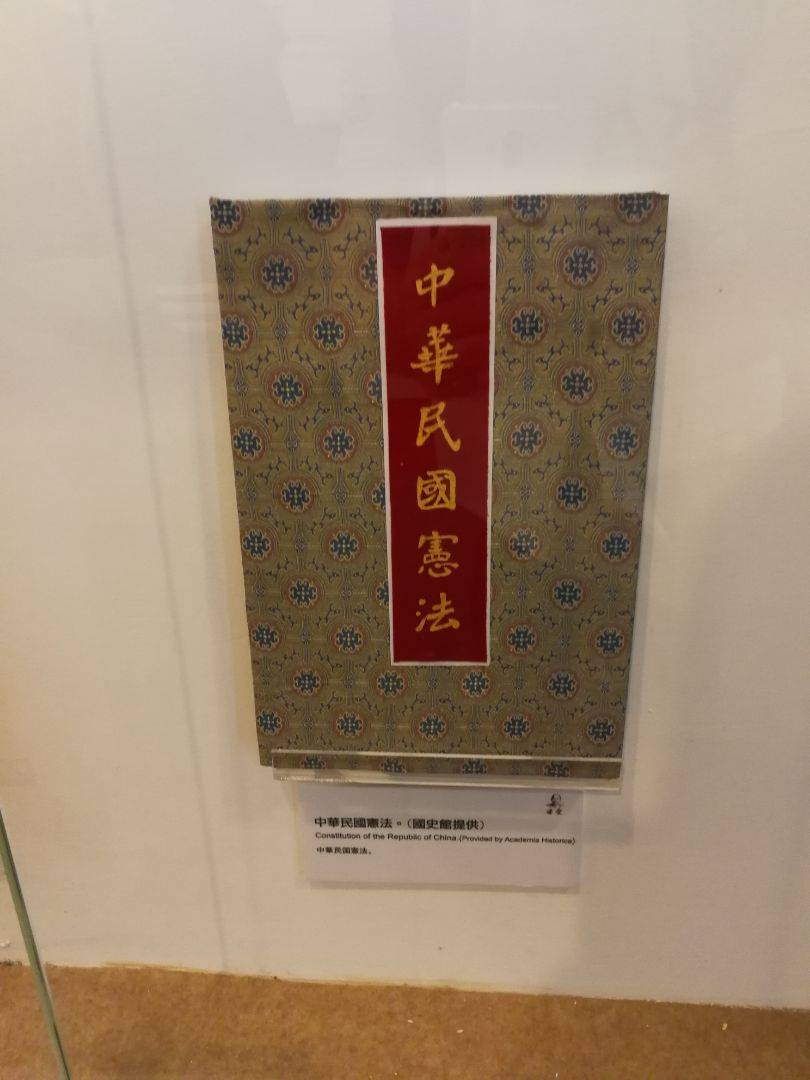 中華民國憲法
中華民國憲法。(國史館提供)
Constitution of the Republic of China.(Provided by Academia Historica)
中華民国憲法。